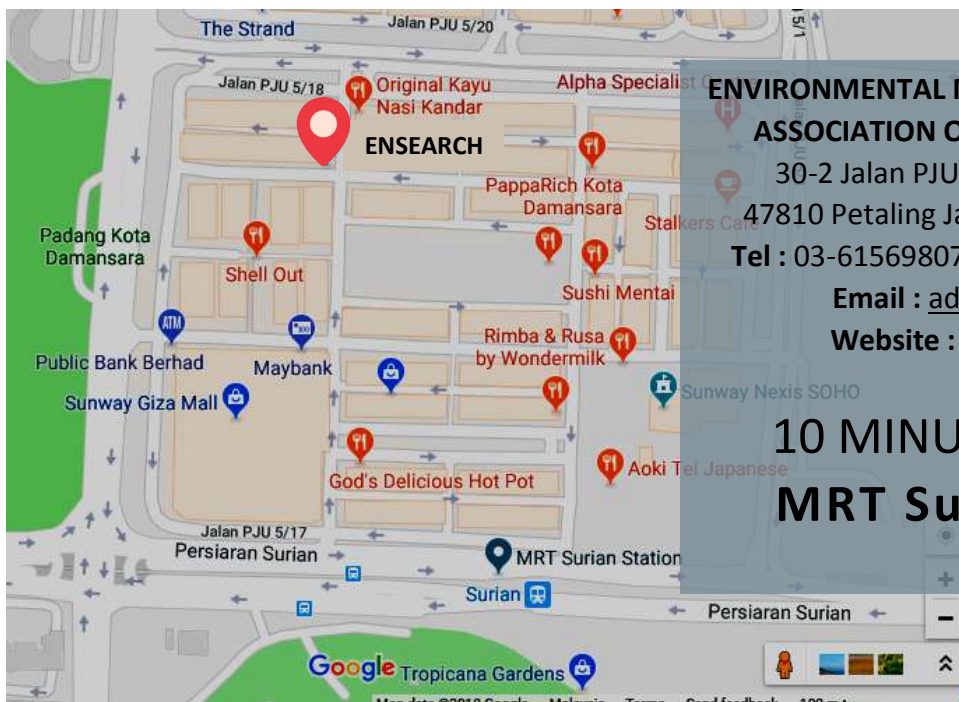 The Strand
Jalan PJU 5/20
5/1
Jalan PJU 5/18
Original Kayu
Nasi Kandar
Alpha Specialist
ENSEARCH
PappaRich Kota
Damansara
Stalkers Cafe
Padang Kota
Damansara
Shell Out
Sushi Mentai
ATM
Public Bank Berhad
Maybank
Rimba & Rusa
by Wondermilk
Sunway Giza Mall
Sunway Nexis SOHO
God's Delicious Hot Pot
Aoki Tei Japanese
Jalan PJU 5/17
Persiaran Surian
MRT Surian Station
Surian
Persiaran Surian
Google
Tropicana Gardens
ENVIRONMENTAL
ASSOCIATION
30-2 Jalan PJU
47810 Petaling
Tel : 03-6156980
Email : ad
Website :
10 MINU
MRT Su